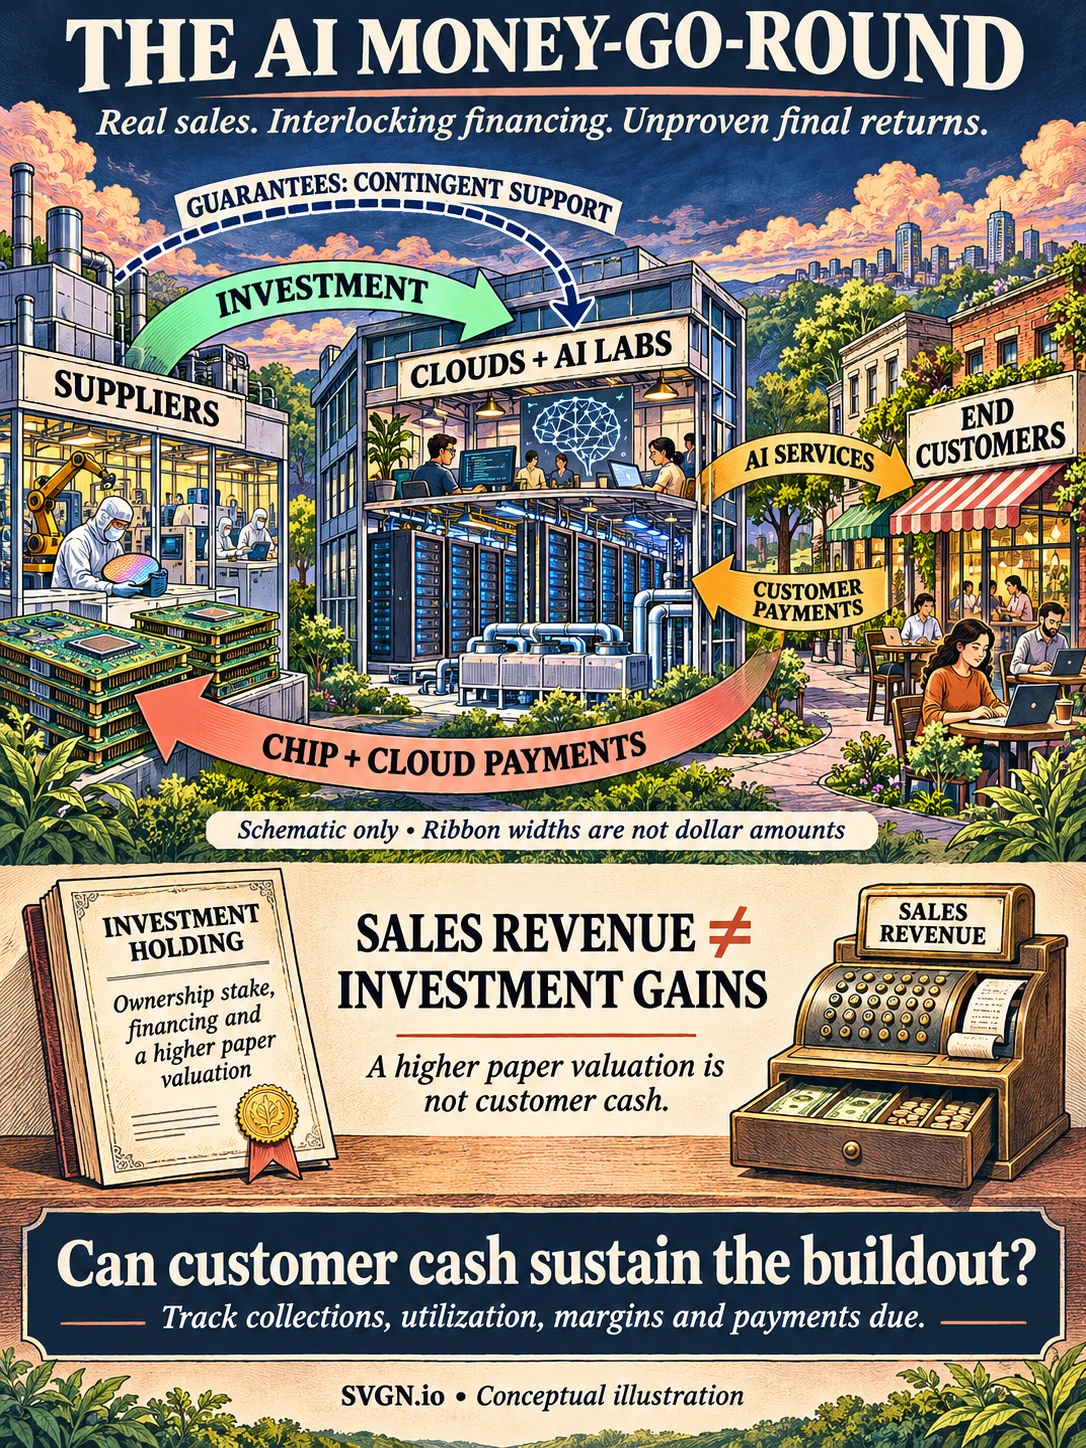 THE AI MONEY-GO-ROUND
Real sales. Interlocking financing. Unproven final returns.
GUARANTEES: CONTINGENT SUPPORT
INVESTMENT
SUPPLIERS
CLOUDS + AI LABS
END
CUSTOMERS
AI SERVICES
CUSTOMER
PAYMENTS
CHIP + CLOUD PAYMENTS
Schematic only • Ribbon widths are not dollar amounts
INVESTMENT
HOLDING
Ownership stake,
financing and
a higher paper
valuation
SALES REVENUE ≠
INVESTMENT GAINS
A higher paper valuation is
not customer cash.
SALES
REVENUE
Can customer cash sustain the buildout?
Track collections, utilization, margins and payments due.
SVGN.io • Conceptual illustration